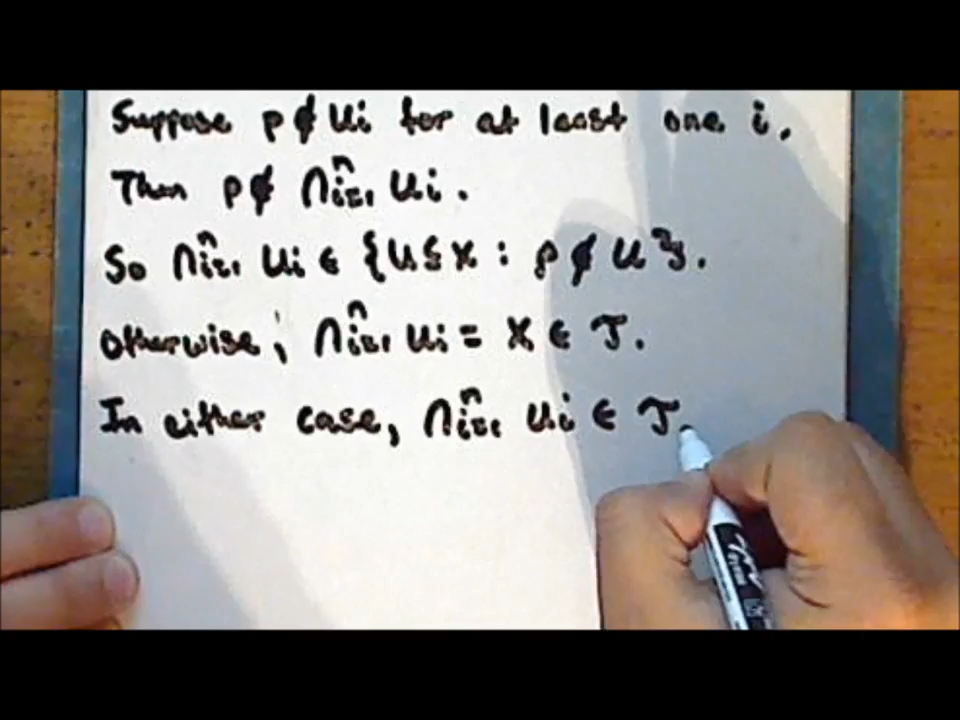 Suppose p ∉ Ui for at least one i.
Then p ∉ ∩ⁿi=1 Ui.
So ∩ⁿi=1 Ui ∈ {U ⊆ X : p ∉ U}.
Otherwise, ∩ⁿi=1 Ui = X ∈ T.
In either case, ∩ⁿi=1 Ui ∈ T.